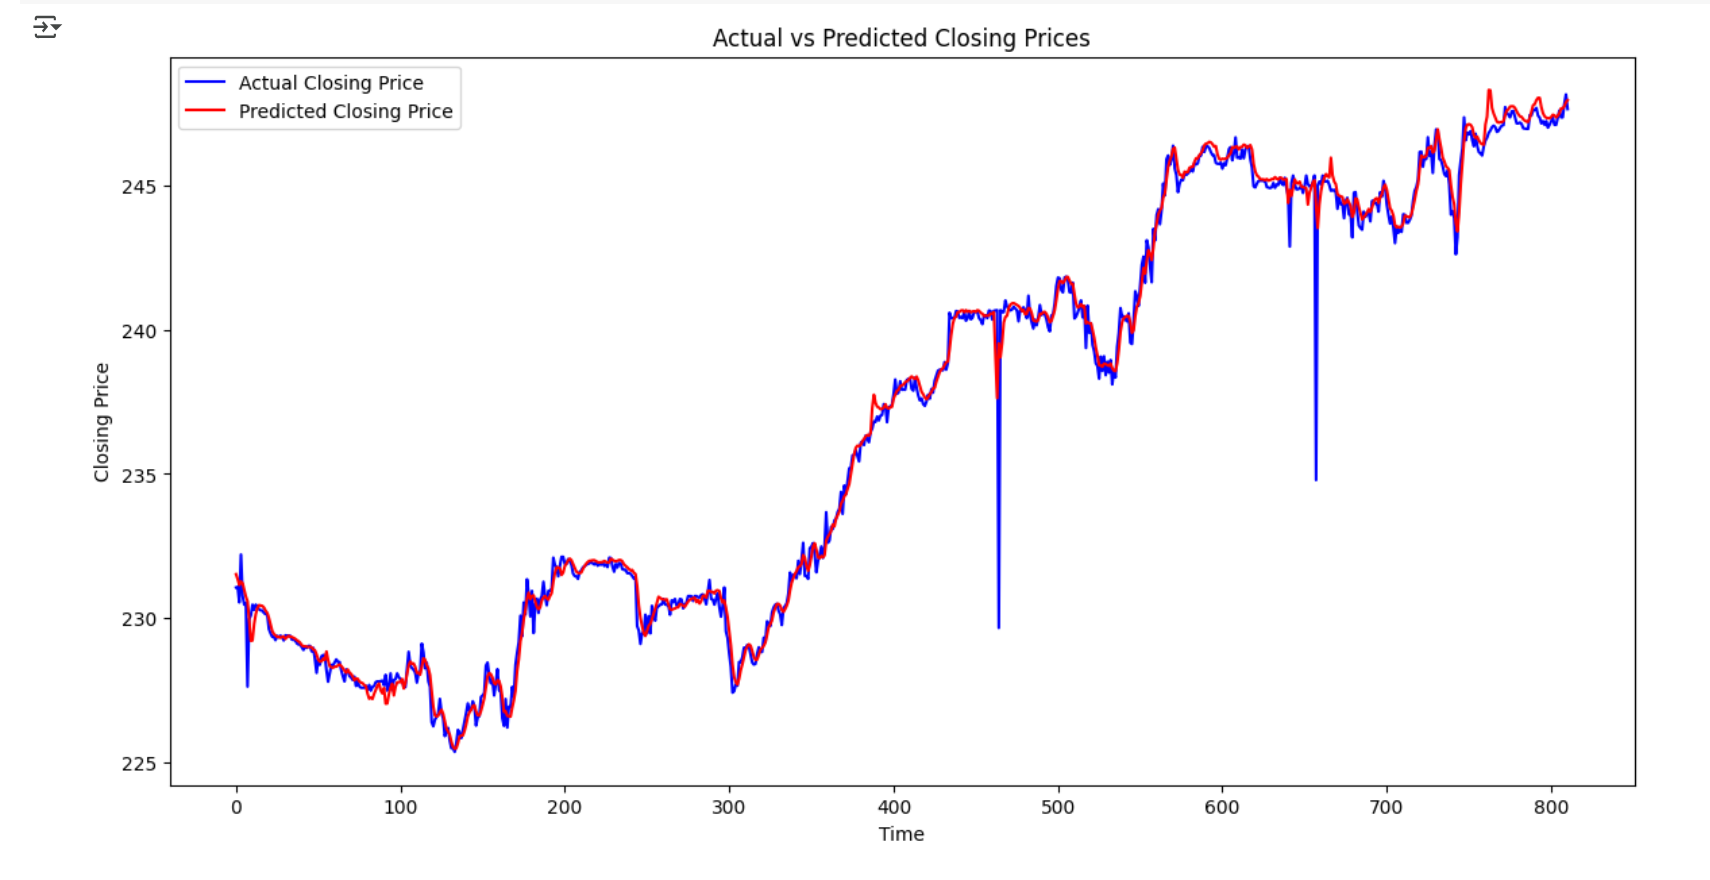 Actual vs Predicted Closing Prices
Actual Closing Price
Predicted Closing Price
Closing Price
245
240
235
230
225
0 100 200 300 400 500 600 700 800
Time